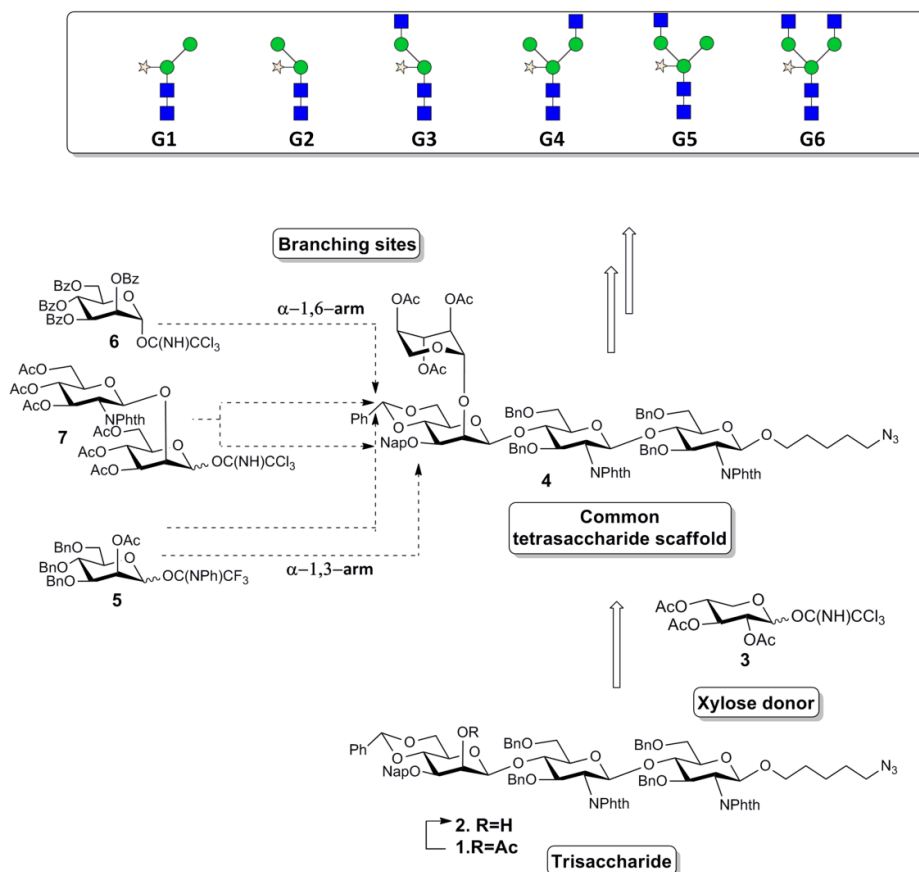 G1 G2 G3 G4 G5 G6
Branching sites
BzO
OBz
BzO
BzO
6
OC(NH)CCl3
α−1,6−arm
OAc
OAc
O
OAc
AcO
AcO
AcO
O
O
NPhth
7
AcO
AcO
AcO
O
OC(NH)CCl3
Ph
O
O
O
NapO
O
BnO
O
BnO
NPhth
O
BnO
O
BnO
NPhth
O
N3
4
Common
tetrasaccharide scaffold
BnO
OAc
BnO
BnO
O
OC(NPh)CF3
5
α−1,3−arm
AcO
AcO
O
OAc
OC(NH)CCl3
3
Xylose donor
Ph
O
O
OR
O
NapO
O
BnO
O
BnO
NPhth
O
BnO
O
BnO
NPhth
O
N3
2. R=H
1.R=Ac
Trisaccharide